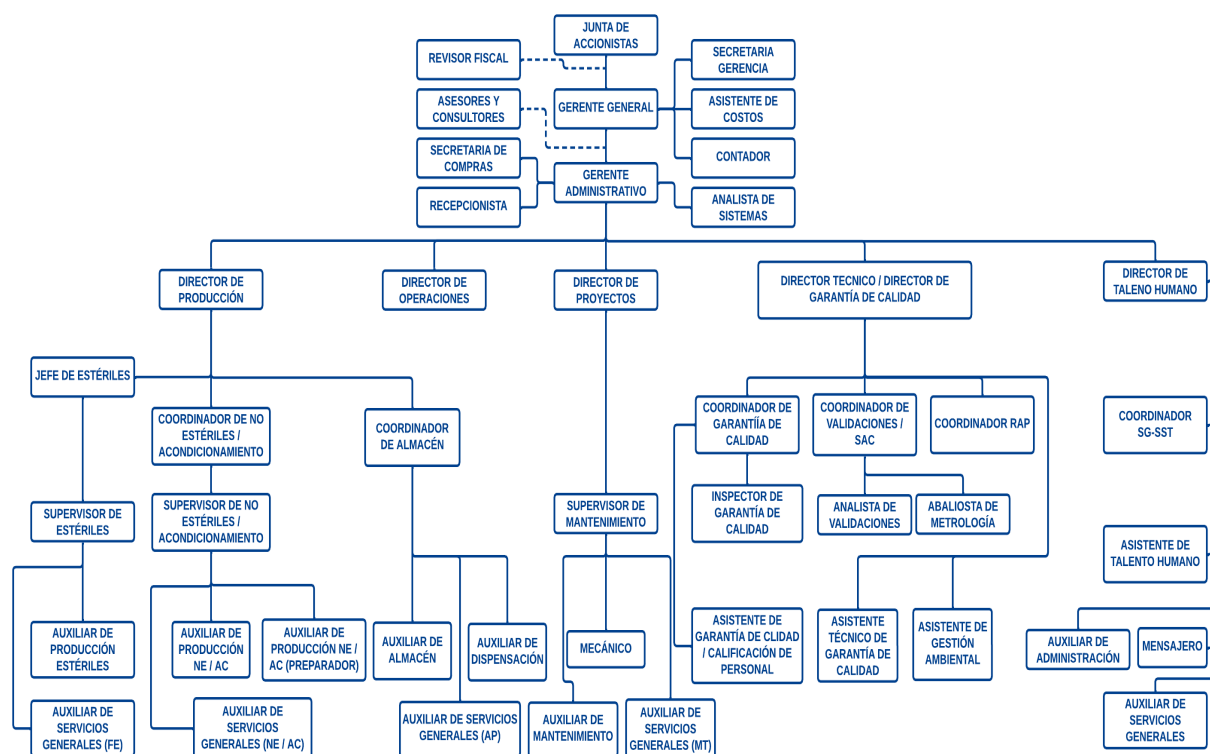 JUNTA DE
ACCIONISTAS
REVISOR FISCAL
SECRETARIA
GERENCIA
ASESORES Y
CONSULTORES
GERENTE GENERAL
ASISTENTE DE
COSTOS
SECRETARIA DE
COMPRAS
CONTADOR
GERENTE
ADMINISTRATIVO
RECEPCIONISTA
ANALISTA DE
SISTEMAS
DIRECTOR DE
PRODUCCIÓN
DIRECTOR DE
OPERACIONES
DIRECTOR DE
PROYECTOS
DIRECTOR TECNICO / DIRECTOR DE
GARANTÍA DE CALIDAD
DIRECTOR DE
TALENO HUMANO
JEFE DE ESTÉRILES
COORDINADOR DE NO
ESTÉRILES /
ACONDICIONAMIENTO
COORDINADOR
DE ALMACÉN
COORDINADOR DE
GARANTÍÍA DE
CALIDAD
COORDINADOR DE
VALIDACIONES /
SAC
COORDINADOR RAP
COORDINADOR
SG-SST
SUPERVISOR DE
ESTÉRILES
SUPERVISOR DE NO
ESTÉRILES /
ACONDICIONAMIENTO
SUPERVISOR DE
MANTENIMIENTO
INSPECTOR DE
GARANTÍA DE
CALIDAD
ANALISTA DE
VALIDACIONES
ABALIOSTA DE
METROLOGÍA
ASISTENTE DE
TALENTO HUMANO
AUXILIAR DE
PRODUCCIÓN
ESTÉRILES
AUXILIAR DE
PRODUCCIÓN
NE / AC
AUXILIAR DE
PRODUCCIÓN NE /
AC (PREPARADOR)
AUXILIAR DE
ALMACÉN
AUXILIAR DE
DISPENSACIÓN
MECÁNICO
ASISTENTE DE
GARANTÍA DE CLIDAD
/ CALIFICACIÓN DE
PERSONAL
ASISTENTE
TÉCNICO DE
GARANTÍA DE
CALIDAD
ASISTENTE DE
GESTIÓN
AMBIENTAL
AUXILIAR DE
ADMINISTRACIÓN
MENSAJERO
AUXILIAR DE
SERVICIOS
GENERALES (FE)
AUXILIAR DE
SERVICIOS
GENERALES (NE / AC)
AUXILIAR DE SERVICIOS
GENERALES (AP)
AUXILIAR DE
MANTENIMIENTO
AUXILIAR DE
SERVICIOS
GENERALES (MT)
AUXILIAR DE
SERVICIOS
GENERALES